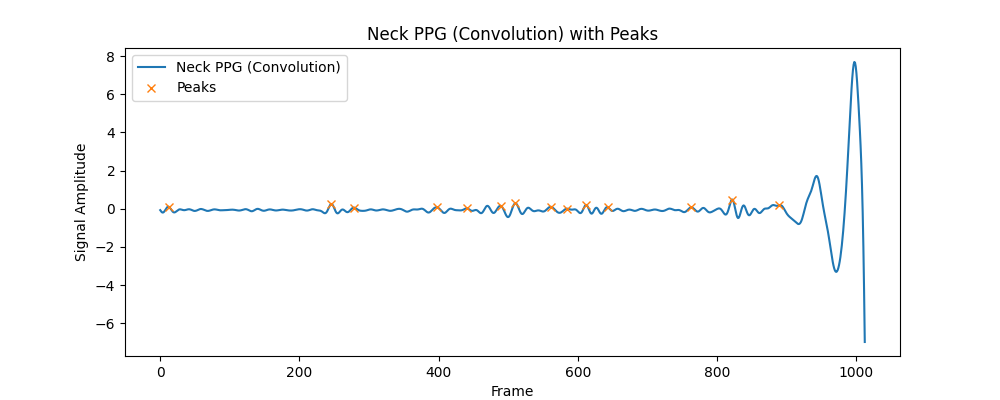 Neck PPG (Convolution) with Peaks
Neck PPG (Convolution)
Peaks
Signal Amplitude
8
6
4
2
0
−2
−4
−6
0 200 400 600 800 1000
Frame